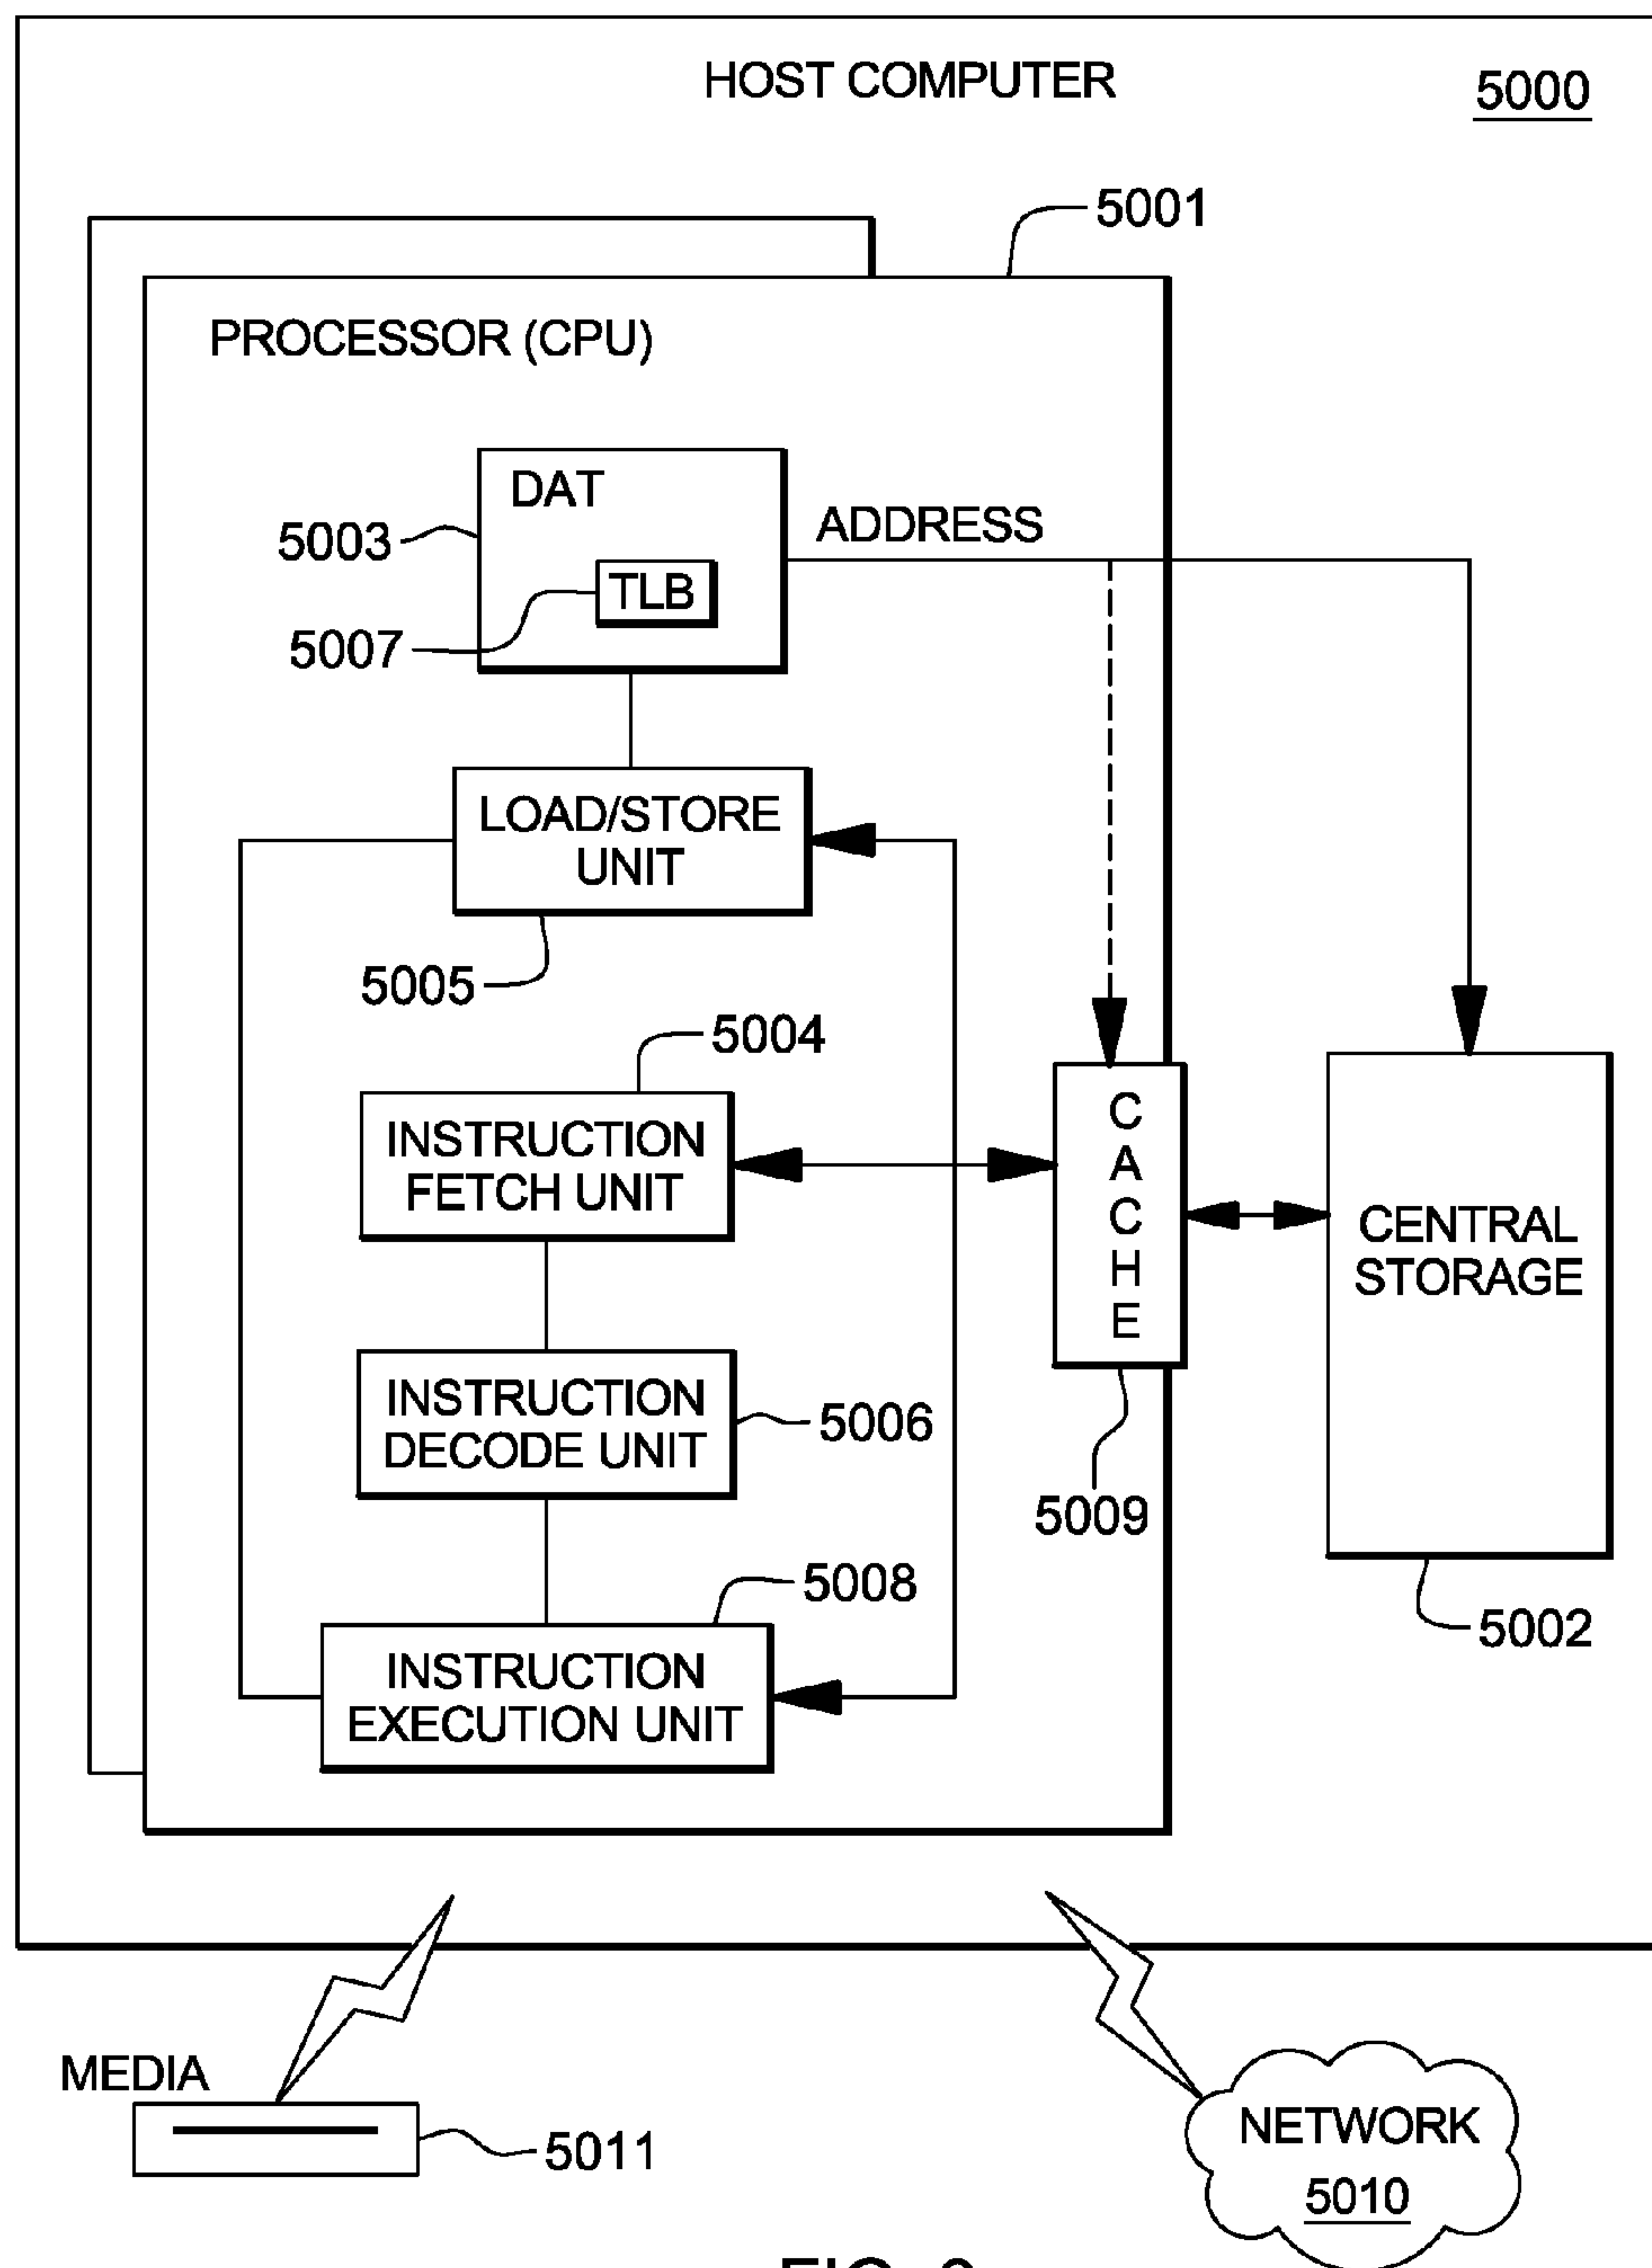 HOST COMPUTER
5000
5001
PROCESSOR (CPU)
DAT
ADDRESS
5003
TLB
5007
LOAD/STORE
UNIT
5005
5004
INSTRUCTION
FETCH UNIT
CACHE
CENTRAL
STORAGE
INSTRUCTION
DECODE UNIT
5006
5009
5008
5002
INSTRUCTION
EXECUTION UNIT
MEDIA
5011
NETWORK
5010